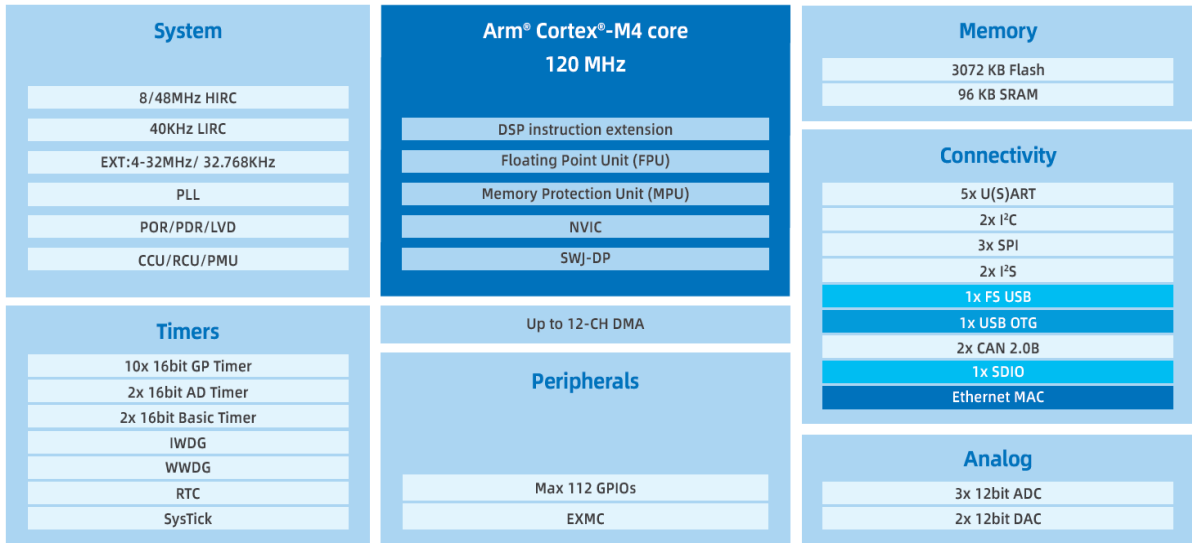 System
8/48MHz HIRC
40KHz LIRC
EXT:4-32MHz/ 32.768KHz
PLL
POR/PDR/LVD
CCU/RCU/PMU
Arm® Cortex®-M4 core
120 MHz
DSP instruction extension
Floating Point Unit (FPU)
Memory Protection Unit (MPU)
NVIC
SWJ-DP
Memory
3072 KB Flash
96 KB SRAM
Connectivity
5x U(S)ART
2x I²C
3x SPI
2x I²S
1x FS USB
1x USB OTG
2x CAN 2.0B
1x SDIO
Ethernet MAC
Timers
10x 16bit GP Timer
2x 16bit AD Timer
2x 16bit Basic Timer
IWDG
WWDG
RTC
SysTick
Up to 12-CH DMA
Peripherals
Max 112 GPIOs
EXMC
Analog
3x 12bit ADC
2x 12bit DAC